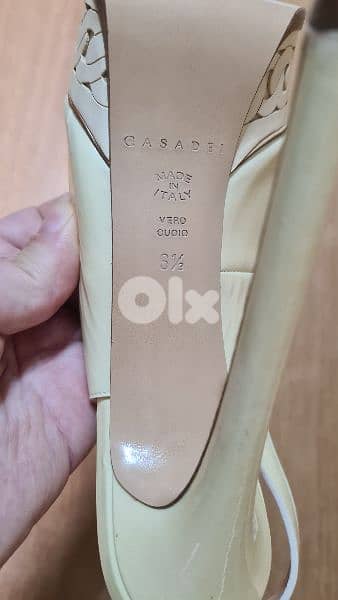 CASADEI
MADE
IN
ITALY
VERO
CUOIO
8½
OLX